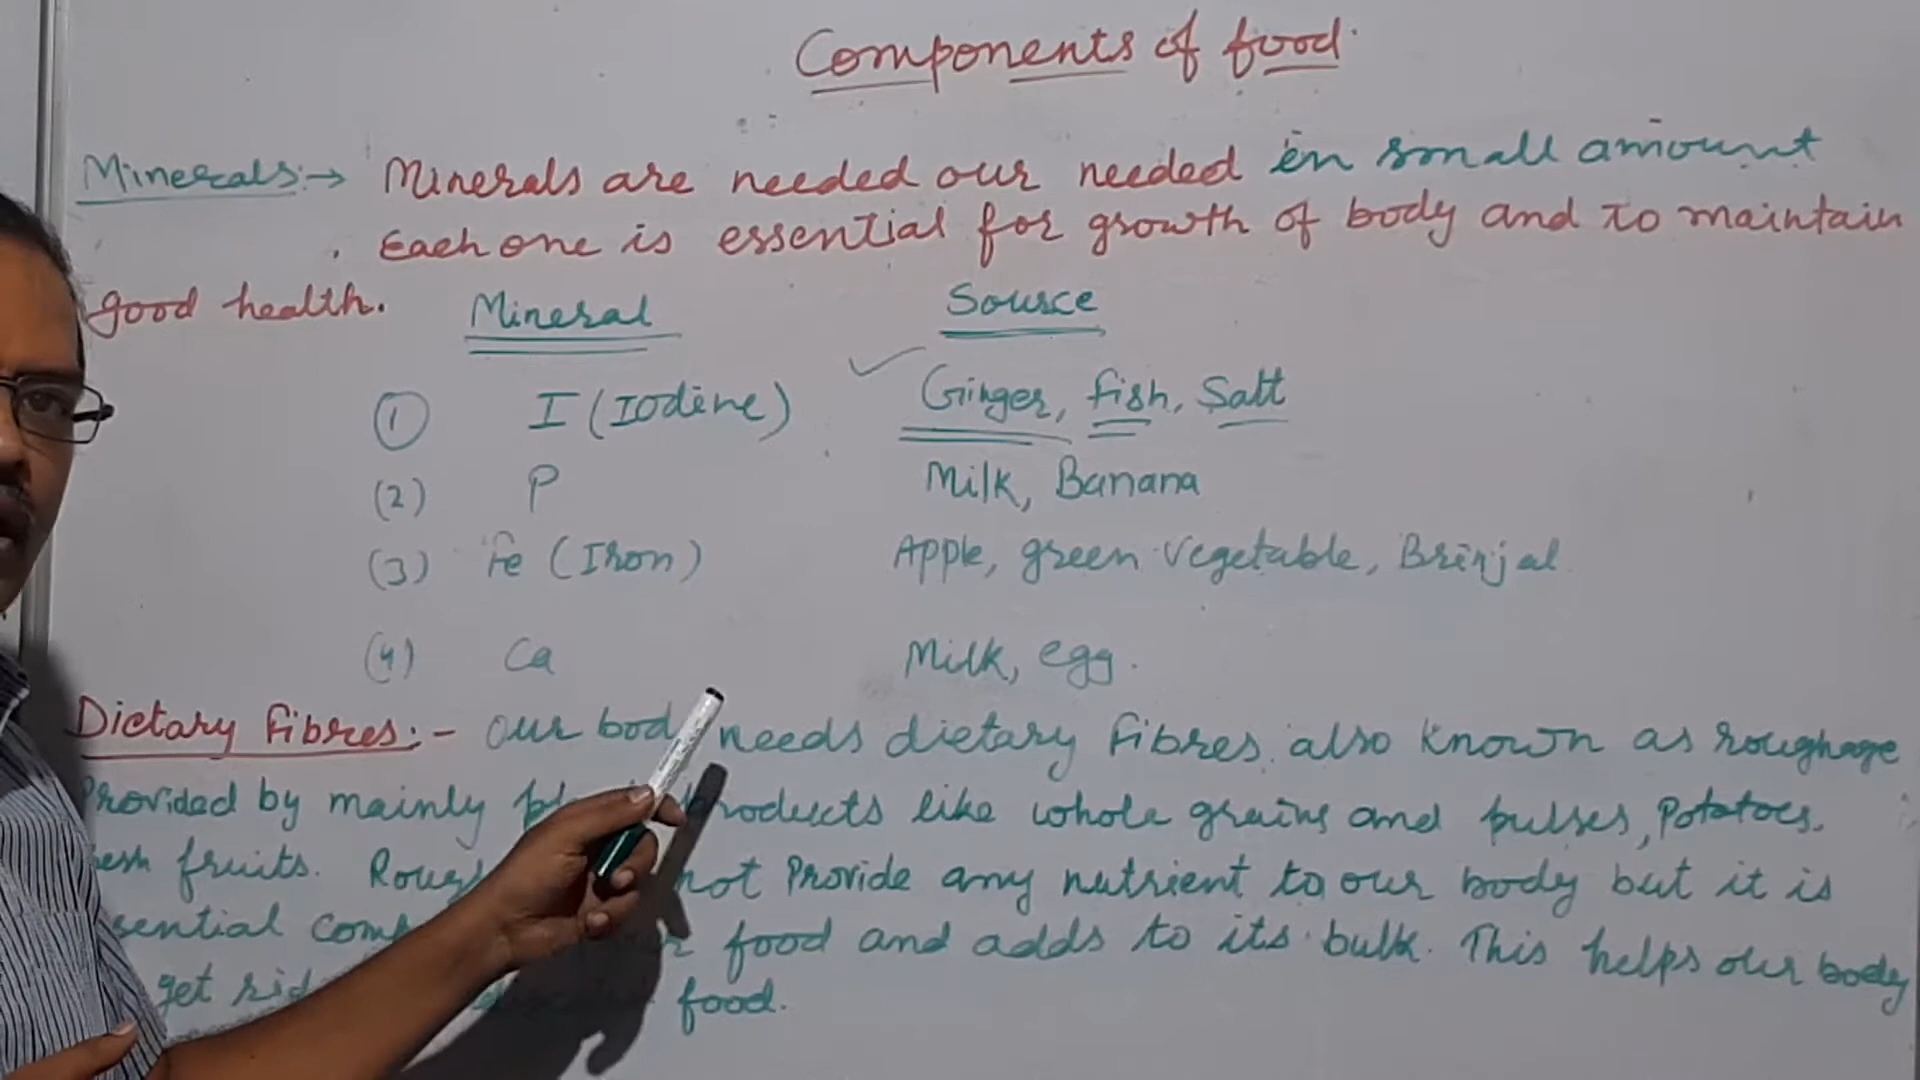 Components of food
Minerals:→ Minerals are needed our needed in small amount
. Each one is essential for growth of body and to maintain
good health.
Mineral Source
① I (Iodine) ✓ Ginger, fish, Salt
(2) P Milk, Banana
(3) Fe (Iron) Apple, green vegetable, Brinjal
(4) Ca Milk, egg.
Dietary fibres:- Our needs dietary fibres also known as roughage
Provided by mainly like whole grains and pulses, Potatoes.
fruits. not Provide any nutrient to our body but it is
food and adds to its bulk. This helps our body
get food.